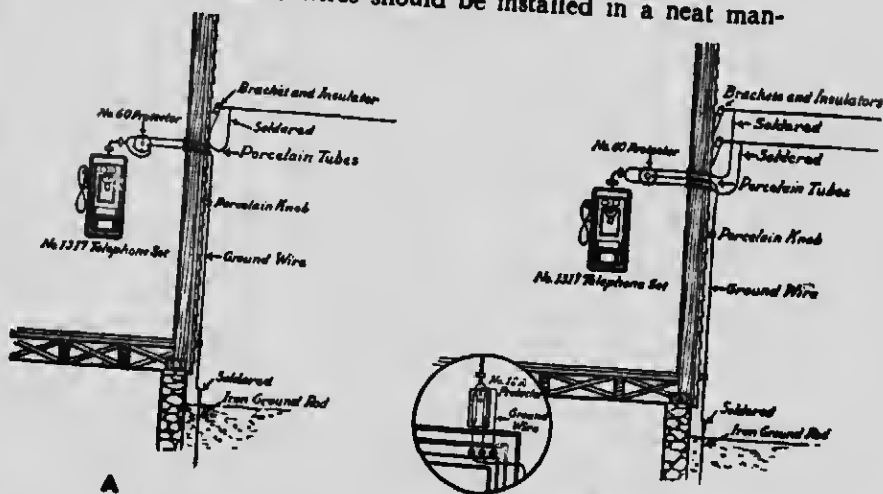 should be installed in a neat man-
Bracket and Insulator
No. 60 Protector
Soldered
Porcelain Tubes
Porcelain Knob
No. 1317 Telephone Set
Ground Wire
Soldered
Iron Ground Rod
A
Brackets and Insulators
Soldered
No. 60 Protector
Soldered
Porcelain Tubes
Porcelain Knob
No. 1317 Telephone Set
Ground Wire
Protector
Ground
Wire
Soldered
Iron Ground Rod